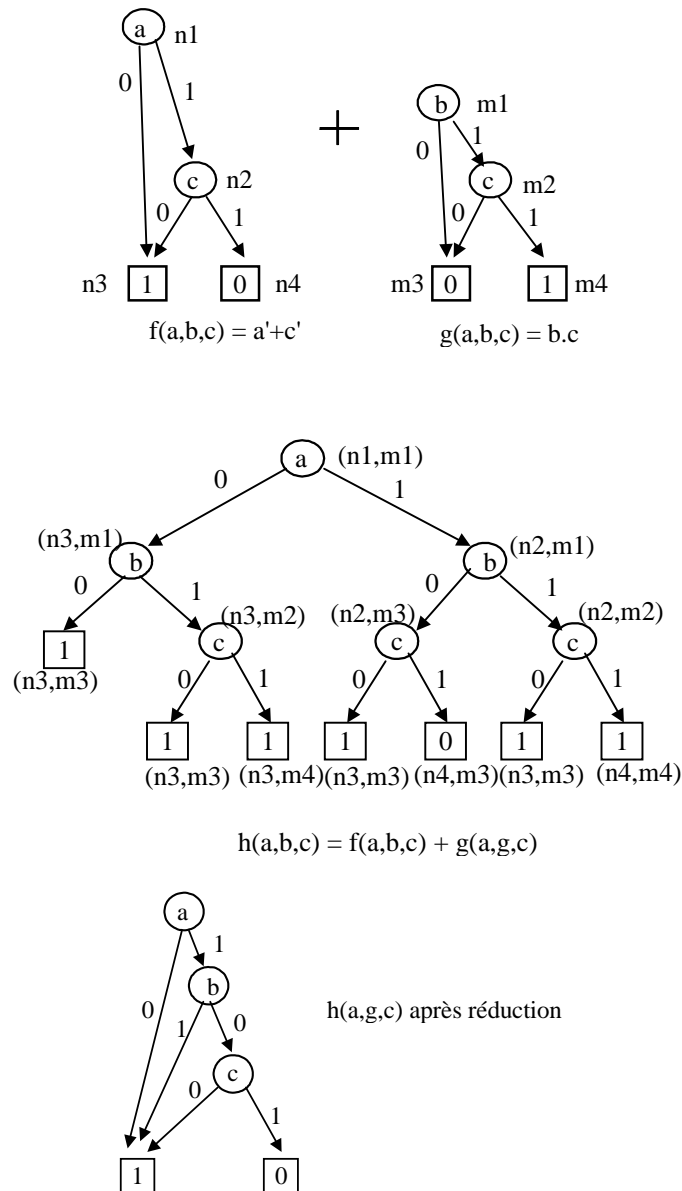 a n1
0 1
b m1
0 1
+
c n2
c m2
0 1
0 1
n3 1 0 n4
m3 0 1 m4
f(a,b,c) = a'+c'
g(a,b,c) = b.c
a (n1,m1)
0 1
(n3,m1) b
b (n2,m1)
0 1 0 1
(n3,m2) (n2,m3) (n2,m2)
1 c c c
(n3,m3)
0 1 0 1 0 1
1 1 1 0 1 1
(n3,m3) (n3,m4) (n3,m3) (n4,m3) (n3,m3) (n4,m4)
h(a,b,c) = f(a,b,c) + g(a,g,c)
a
1
b
0 1 0
h(a,g,c) après réduction
c
0 1
1 0